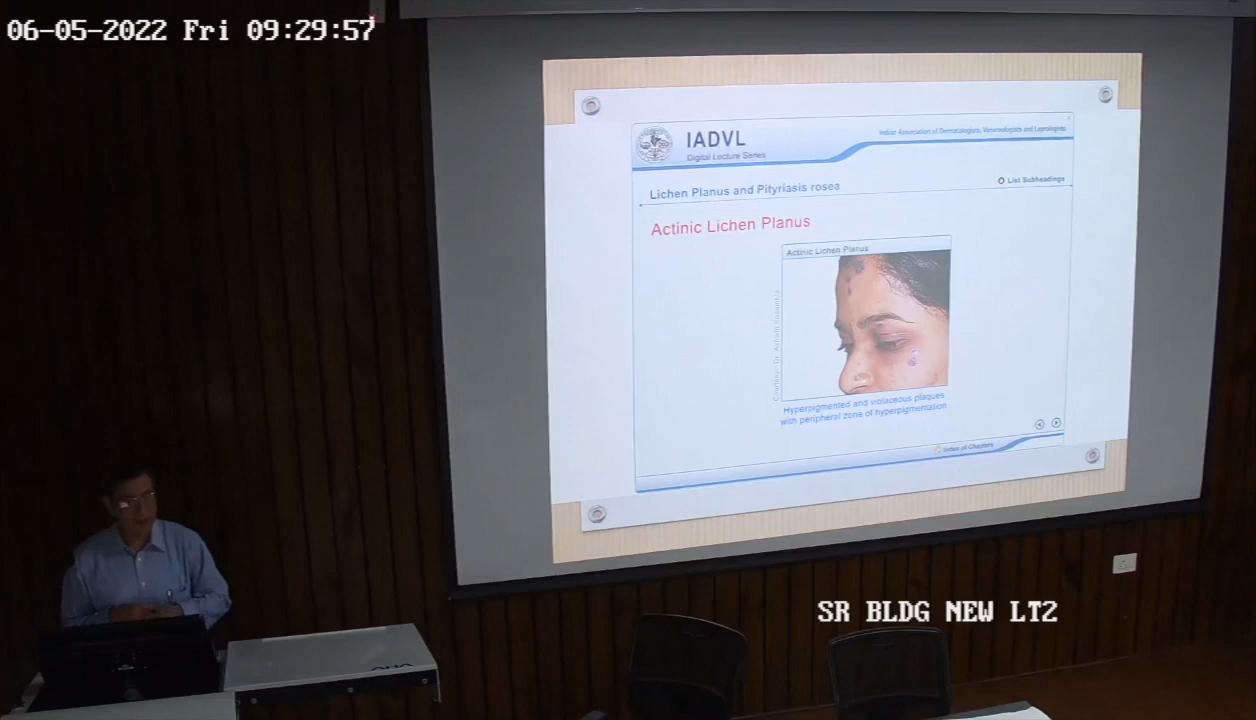 06-05-2022 Fri 09:29:57
IADVL
Digital Lecture Series
Indian Association of Dermatologists, Venereologists and Leprologists
Lichen Planus and Pityriasis rosea
List Subheadings
Actinic Lichen Planus
Actinic Lichen Planus
Hyperpigmented and violaceous plaques
with peripheral zone of hyperpigmentation
Index of Chapters
SR BLDG NEW LT2